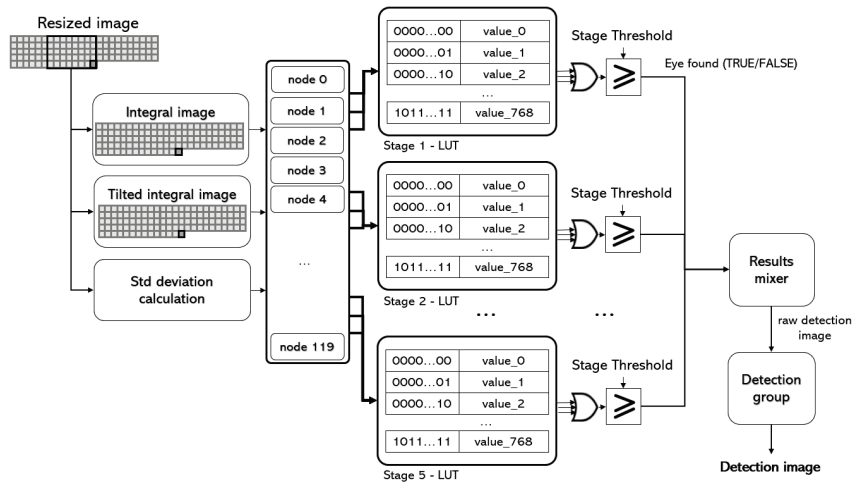 Resized image
Integral image
Tilted integral image
Std deviation
calculation
node 0
node 1
node 2
node 3
node 4
...
node 119
0000...00 value_0
0000...01 value_1
0000...10 value_2
...
1011...11 value_768
Stage 1 - LUT
Stage Threshold
≥
Eye found (TRUE/FALSE)
0000...00 value_0
0000...01 value_1
0000...10 value_2
...
1011...11 value_768
Stage 2 - LUT
Stage Threshold
≥
... ...
0000...00 value_0
0000...01 value_1
0000...10 value_2
...
1011...11 value_768
Stage 5 - LUT
Stage Threshold
≥
Results
mixer
raw detection
image
Detection
group
Detection image